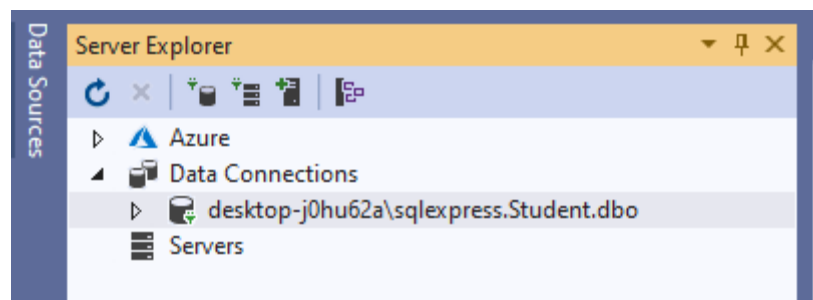 Data Sources
Server Explorer
Azure
Data Connections
desktop-j0hu62a\sqlexpress.Student.dbo
Servers